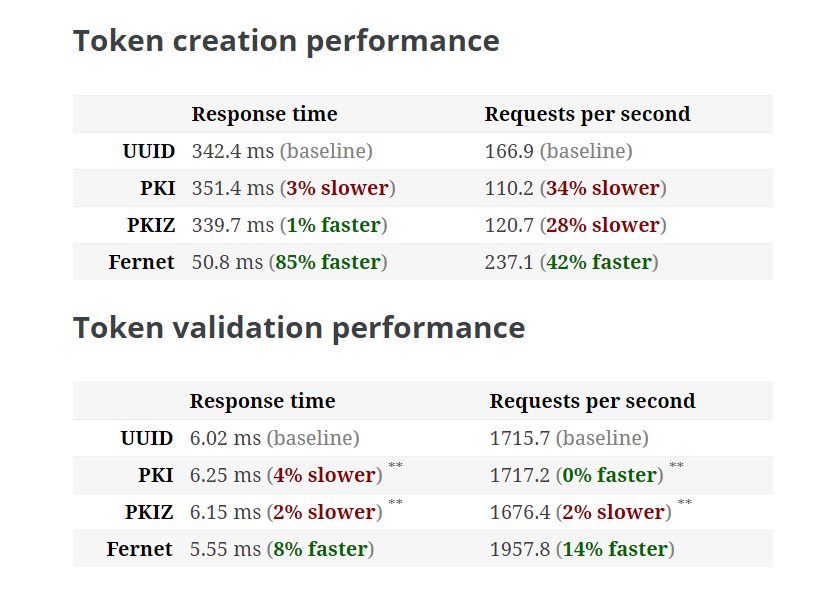 Token creation performance
Response time Requests per second
UUID 342.4 ms (baseline) 166.9 (baseline)
PKI 351.4 ms (3% slower) 110.2 (34% slower)
PKIZ 339.7 ms (1% faster) 120.7 (28% slower)
Fernet 50.8 ms (85% faster) 237.1 (42% faster)
Token validation performance
Response time Requests per second
UUID 6.02 ms (baseline) 1715.7 (baseline)
PKI 6.25 ms (4% slower) ** 1717.2 (0% faster) **
PKIZ 6.15 ms (2% slower) ** 1676.4 (2% slower) **
Fernet 5.55 ms (8% faster) 1957.8 (14% faster)